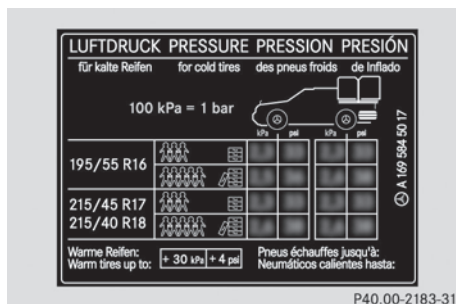 LUFTDRUCK PRESSURE PRESSION PRESIÓN
für kalte Reifen for cold tires des pneus froids de Inflado
100 kPa = 1 bar
kPa psi kPa psi
195/55 R16
215/45 R17
215/40 R18
Warme Reifen: + 30 kPa + 4 psi Pneus échauffes jusqu'à:
Warm tires up to: Neumáticos calientes hasta:
A 169 584 50 17
P40.00-2183-31